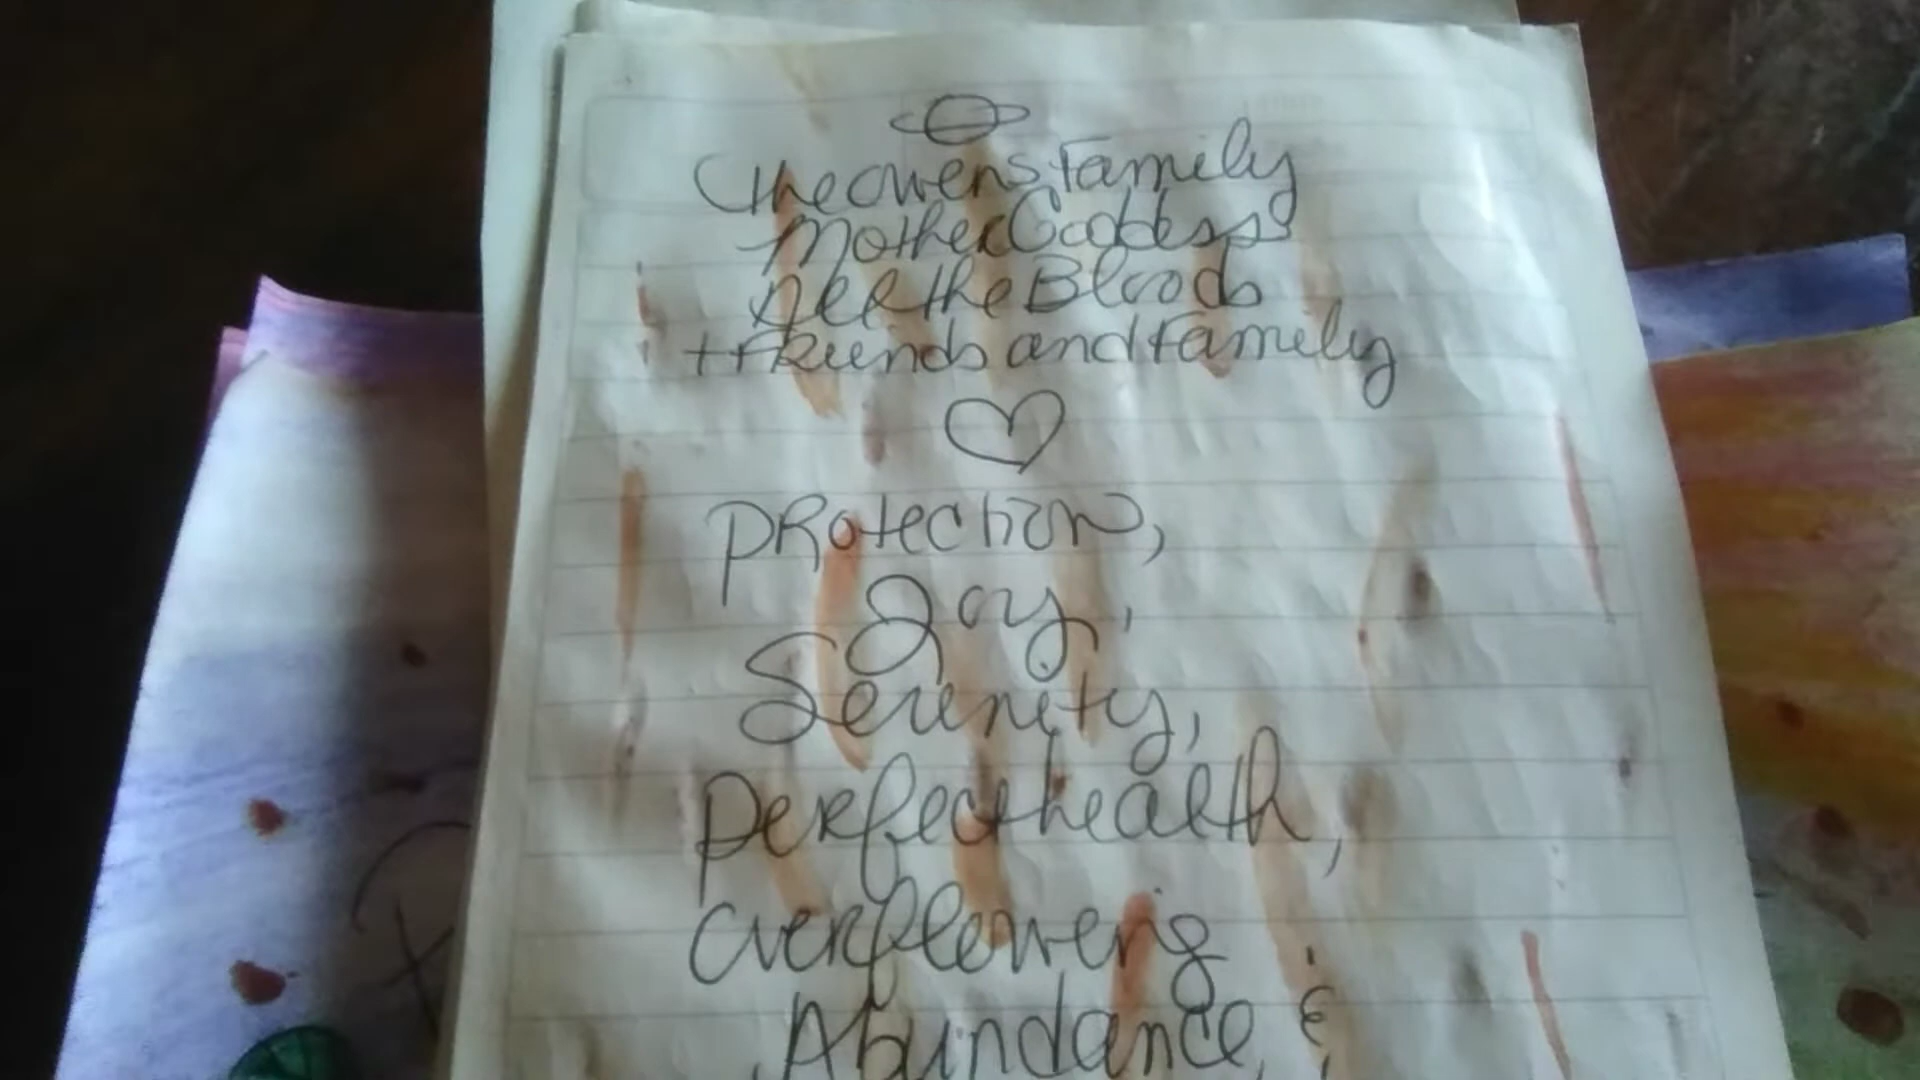 The Owens Family
Mother Goddess
All the Bloods
+ Friends and Family
Protection,
Joy,
Serenity,
Perfect health,
Overflowing
Abundance, &